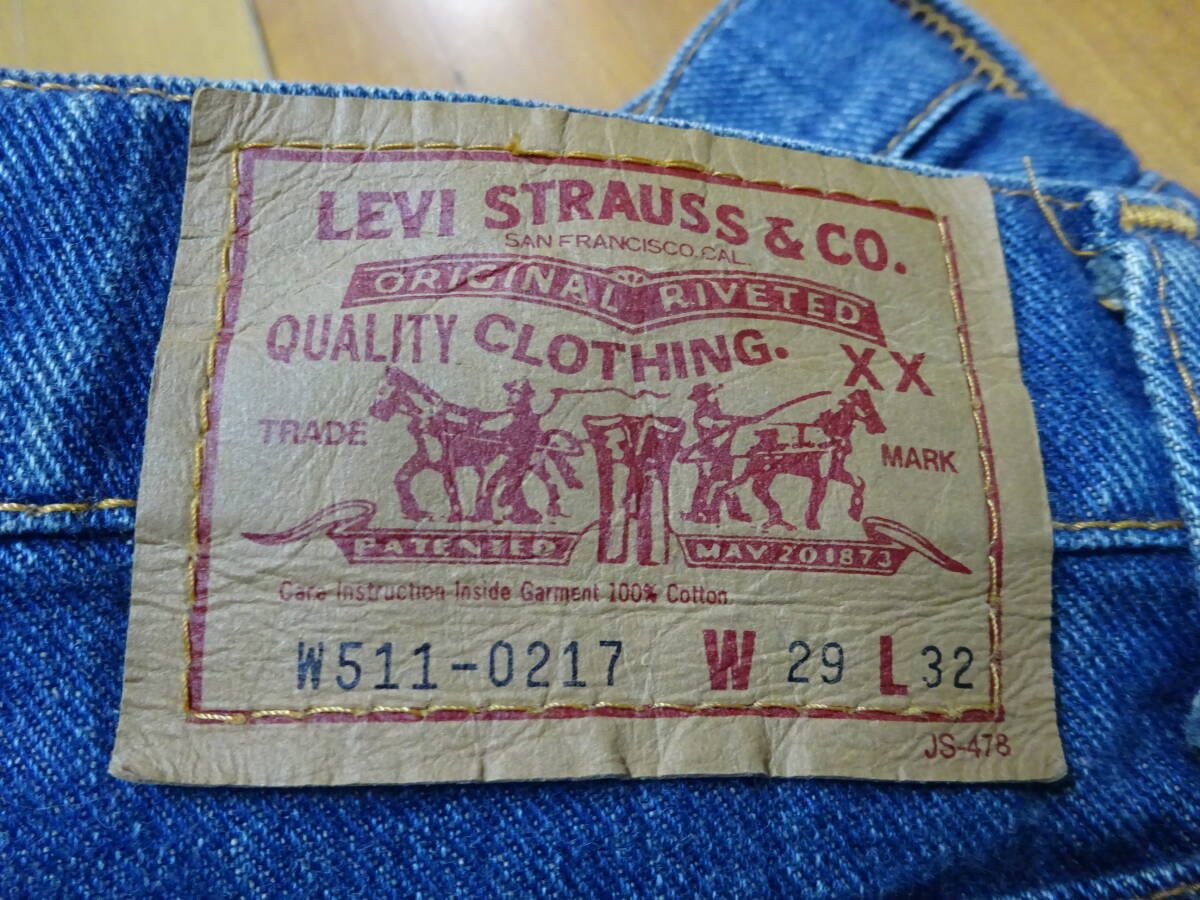 LEVI STRAUSS & CO.
SAN FRANCISCO, CAL.
ORIGINAL RIVETED
QUALITY CLOTHING. XX
TRADE MARK
PATENTED MAY 20 1873
Care Instruction Inside Garment 100% Cotton
W511-0217 W 29 L 32
JS-478